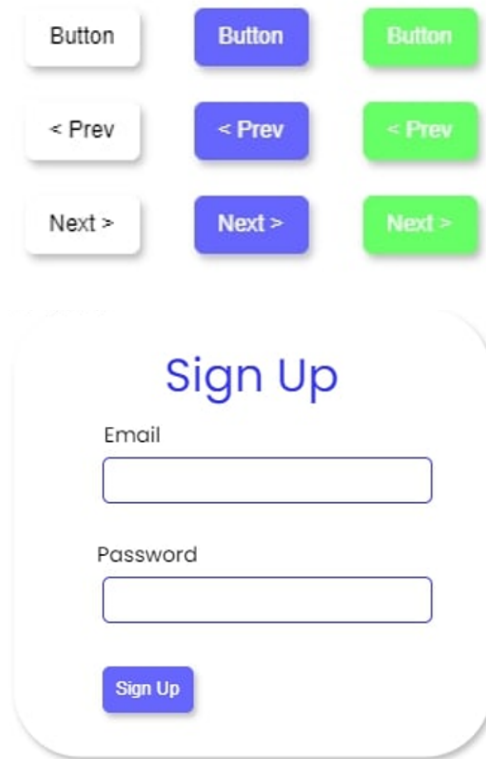 Button Button Button
< Prev < Prev < Prev
Next > Next > Next >
Sign Up
Email
Password
Sign Up